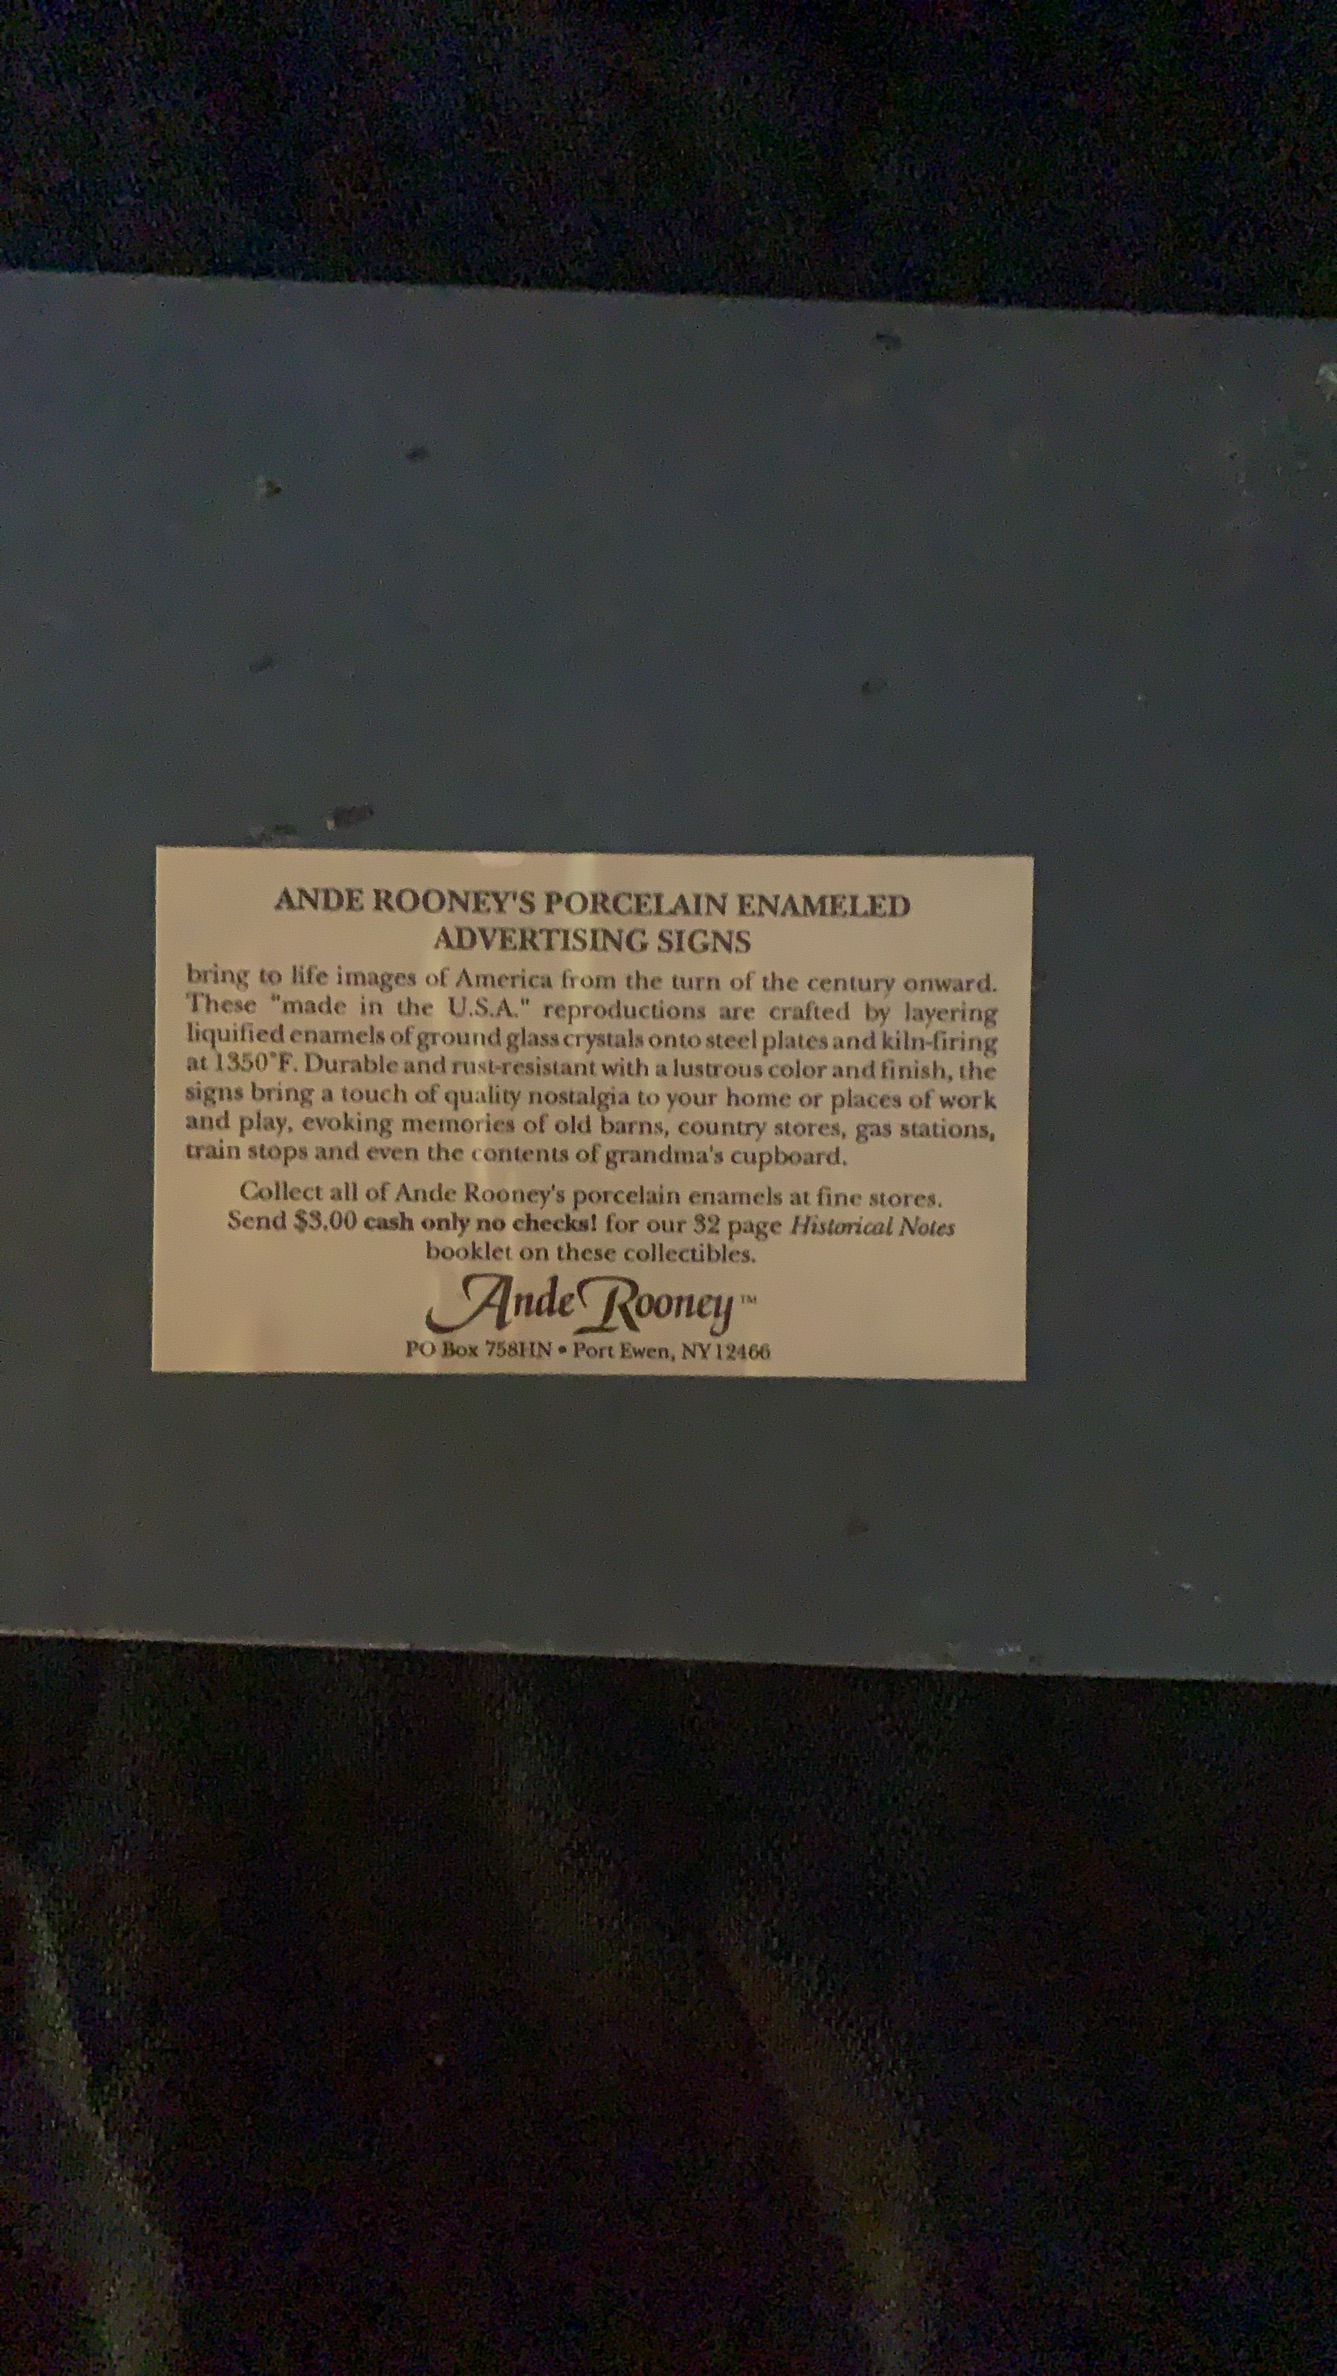 ANDE ROONEY'S PORCELAIN ENAMELED
ADVERTISING SIGNS
bring to life images of America from the turn of the century onward.
These "made in the U.S.A." reproductions are crafted by layering
liquified enamels of ground glass crystals onto steel plates and kiln-firing
at 1350°F. Durable and rust-resistant with a lustrous color and finish, the
signs bring a touch of quality nostalgia to your home or places of work
and play, evoking memories of old barns, country stores, gas stations,
train stops and even the contents of grandma's cupboard.
Collect all of Ande Rooney's porcelain enamels at fine stores.
Send $3.00 cash only no checks! for our 32 page Historical Notes
booklet on these collectibles.
Ande Rooney™
PO Box 758HN • Port Ewen, NY 12466